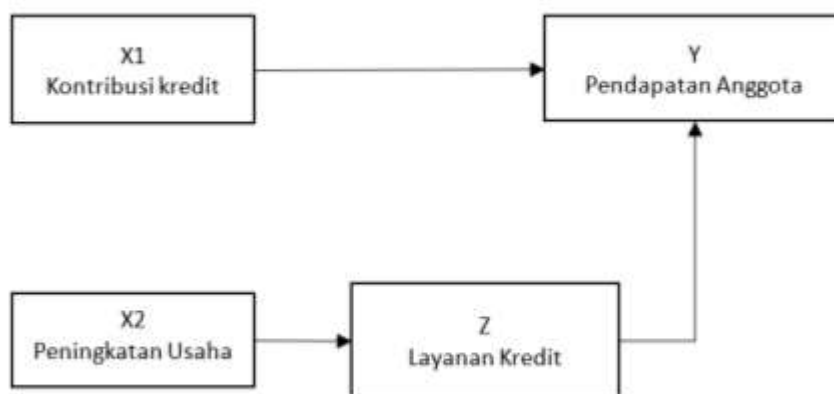 X1
Kontribusi kredit
Y
Pendapatan Anggota
X2
Peningkatan Usaha
Z
Layanan Kredit